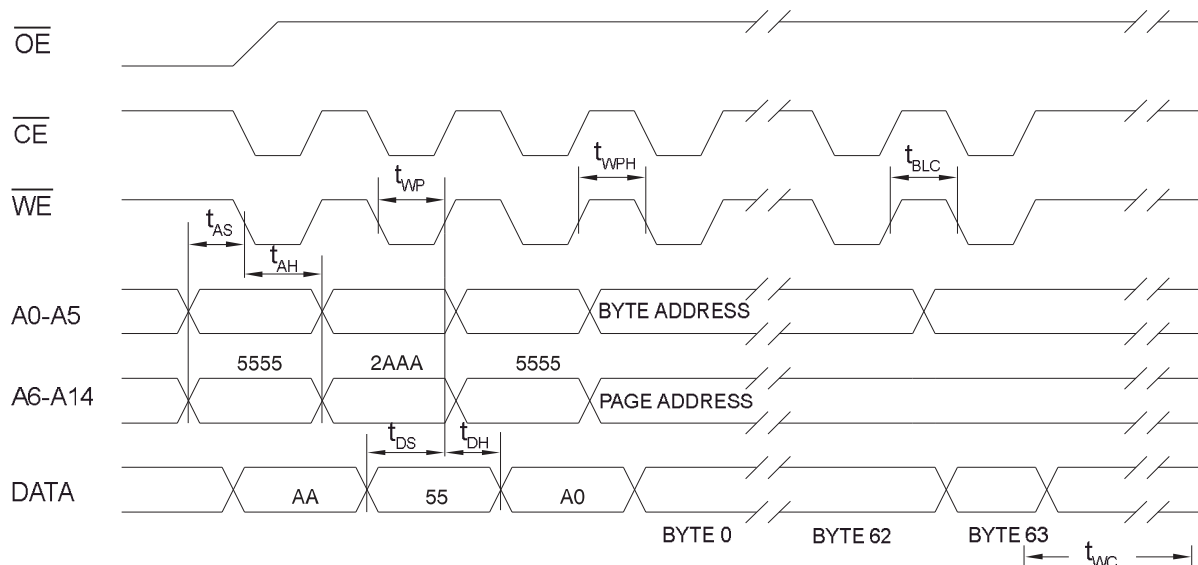 OE
CE
tWPH
tBLC
tWP
WE
tAS
tAH
A0-A5
BYTE ADDRESS
5555
2AAA
5555
A6-A14
PAGE ADDRESS
tDS
tDH
DATA
AA
55
A0
BYTE 0
BYTE 62
BYTE 63
tWC